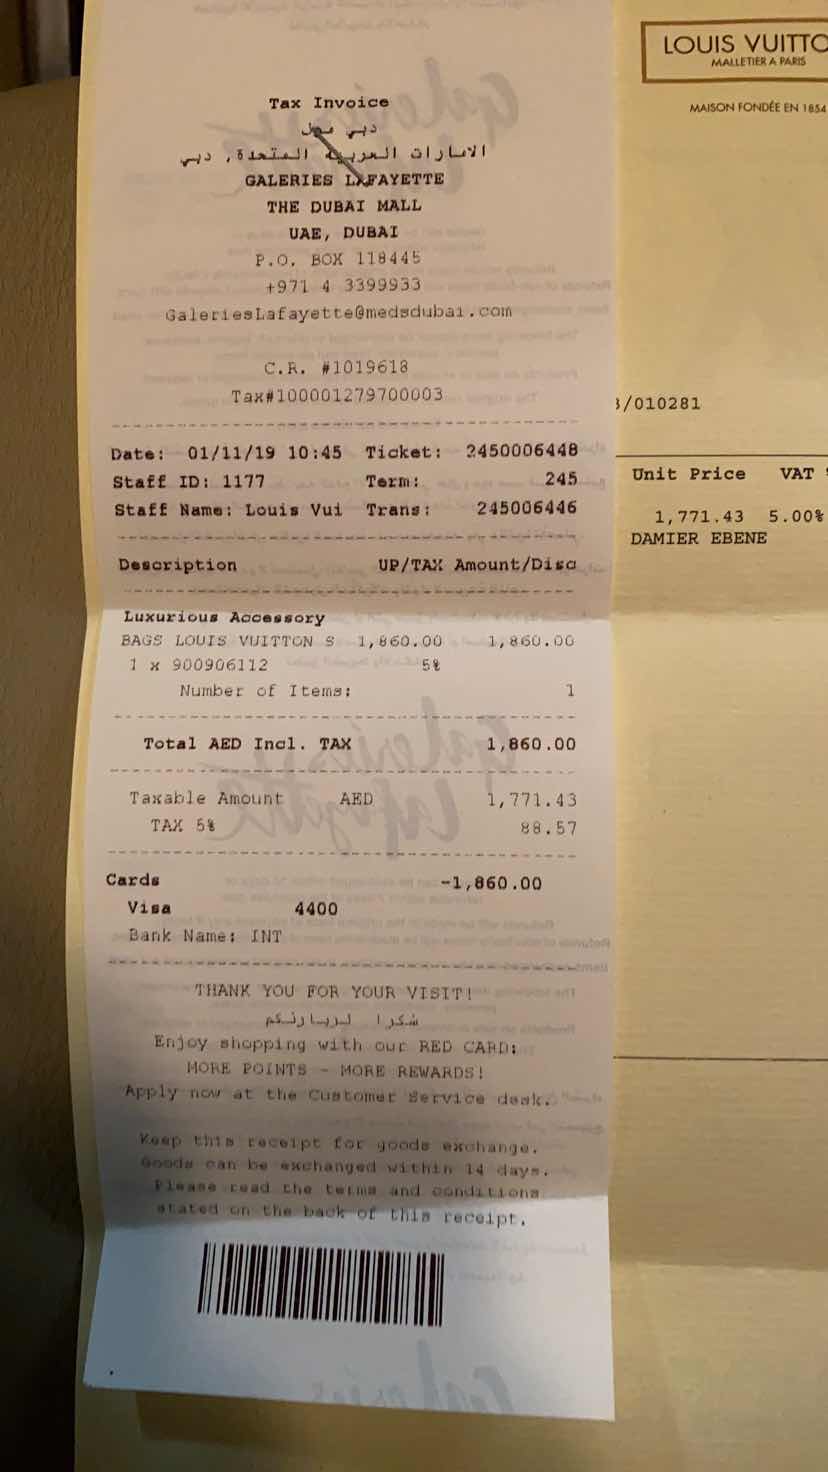 Tax Invoice
دبي مول
الامارات العربية المتحدة, دبي
GALERIES LAFAYETTE
THE DUBAI MALL
UAE, DUBAI
P.O. BOX 118445
+971 4 3399933
GaleriesLafayette@medsdubai.com
C.R. #1019618
Tax#100001279700003
Date: 01/11/19 10:45 Ticket: 2450006448
Staff ID: 1177 Term: 245
Staff Name: Louis Vui Trans: 245006446
Description UP/TAX Amount/Disc
Luxurious Accessory
BAGS LOUIS VUITTON S 1,860.00 1,860.00
1 x 900906112 5%
Number of Items: 1
Total AED Incl. TAX 1,860.00
Taxable Amount AED 1,771.43
TAX 5% 88.57
Cards -1,860.00
Visa 4400
Bank Name: INT
THANK YOU FOR YOUR VISIT!
شكرا لزيارتكم
Enjoy shopping with our RED CARD:
MORE POINTS - MORE REWARDS!
Apply now at the Customer Service desk.
Keep this receipt for goods exchange.
Goods can be exchanged within 14 days.
Please read the terms and conditions
stated on the back of this receipt.
LOUIS VUITTO
MALLETIER A PARIS
MAISON FONDÉE EN 1854
/010281
Unit Price VAT
1,771.43 5.00%
DAMIER EBENE